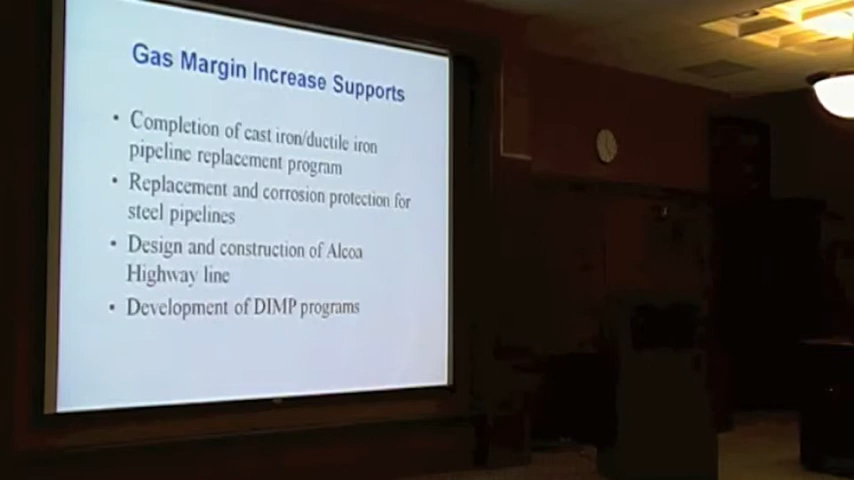 Gas Margin Increase Supports
• Completion of cast iron/ductile iron
pipeline replacement program
• Replacement and corrosion protection for
steel pipelines
• Design and construction of Alcoa
Highway line
• Development of DIMP programs